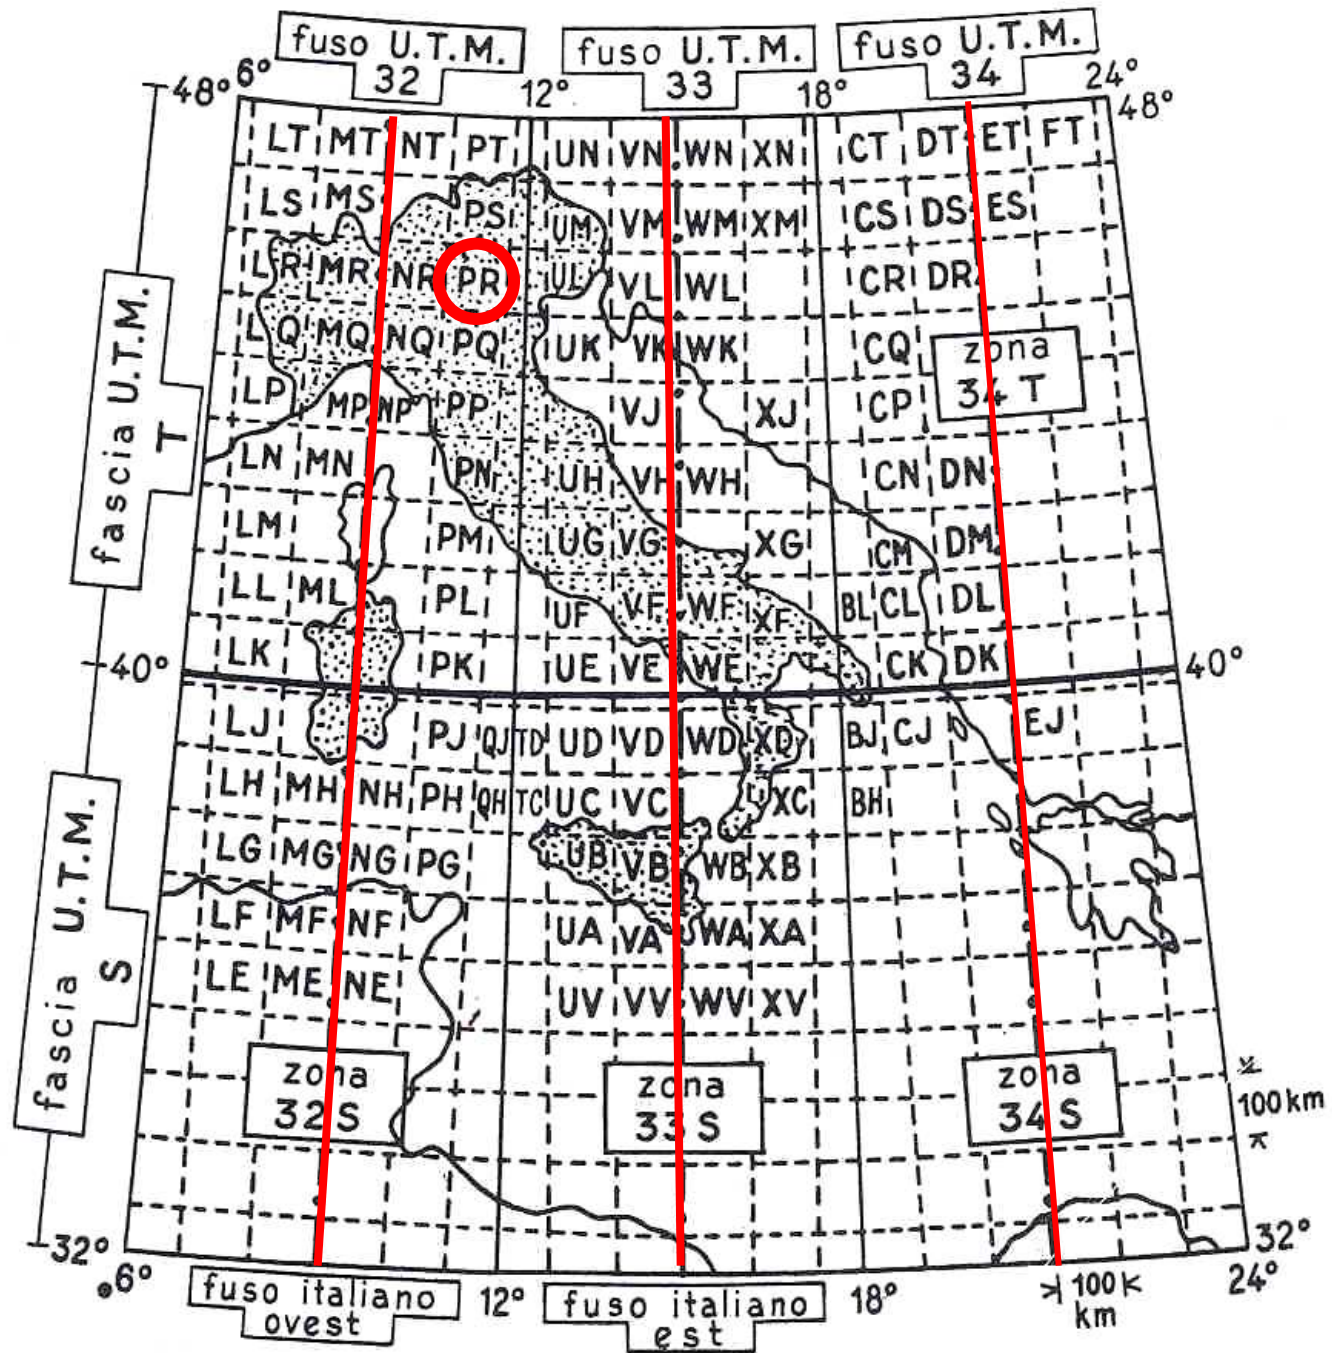 fuso U.T.M.
32
fuso U.T.M.
33
fuso U.T.M.
34
48° 6° 12° 18° 24° 48°
LT MT NT PT UN VN WN XN CT DT ET FT
LS MS PS UM VM WM XM CS DS ES
LR MR NR PR UL VL WL CR DR
LQ MQ NQ PQ UK VK WK CQ
zona
34T
LP MP NP PP VJ XJ CP
LN MN PN UH VH WH CN DN
LM PM UG VG XG CM DM
LL ML PL UF VF WF XF BL CL DL
LK PK UE VE WE CK DK
40° 40°
LJ PJ QJ TD UD VD WD XD BJ CJ EJ
LH MH NH PH QH TC UC VC XC BH
LG MG NG PG UB VB WB XB
LF MF NF UA VA WA XA
LE ME NE UV VV WV XV
fascia U.T.M.
T
fascia U.T.M.
S
zona
32S
zona
33S
zona
34S
100km
32° 32°
6° 12° 18° 24°
fuso italiano
ovest
fuso italiano
est
100K
km